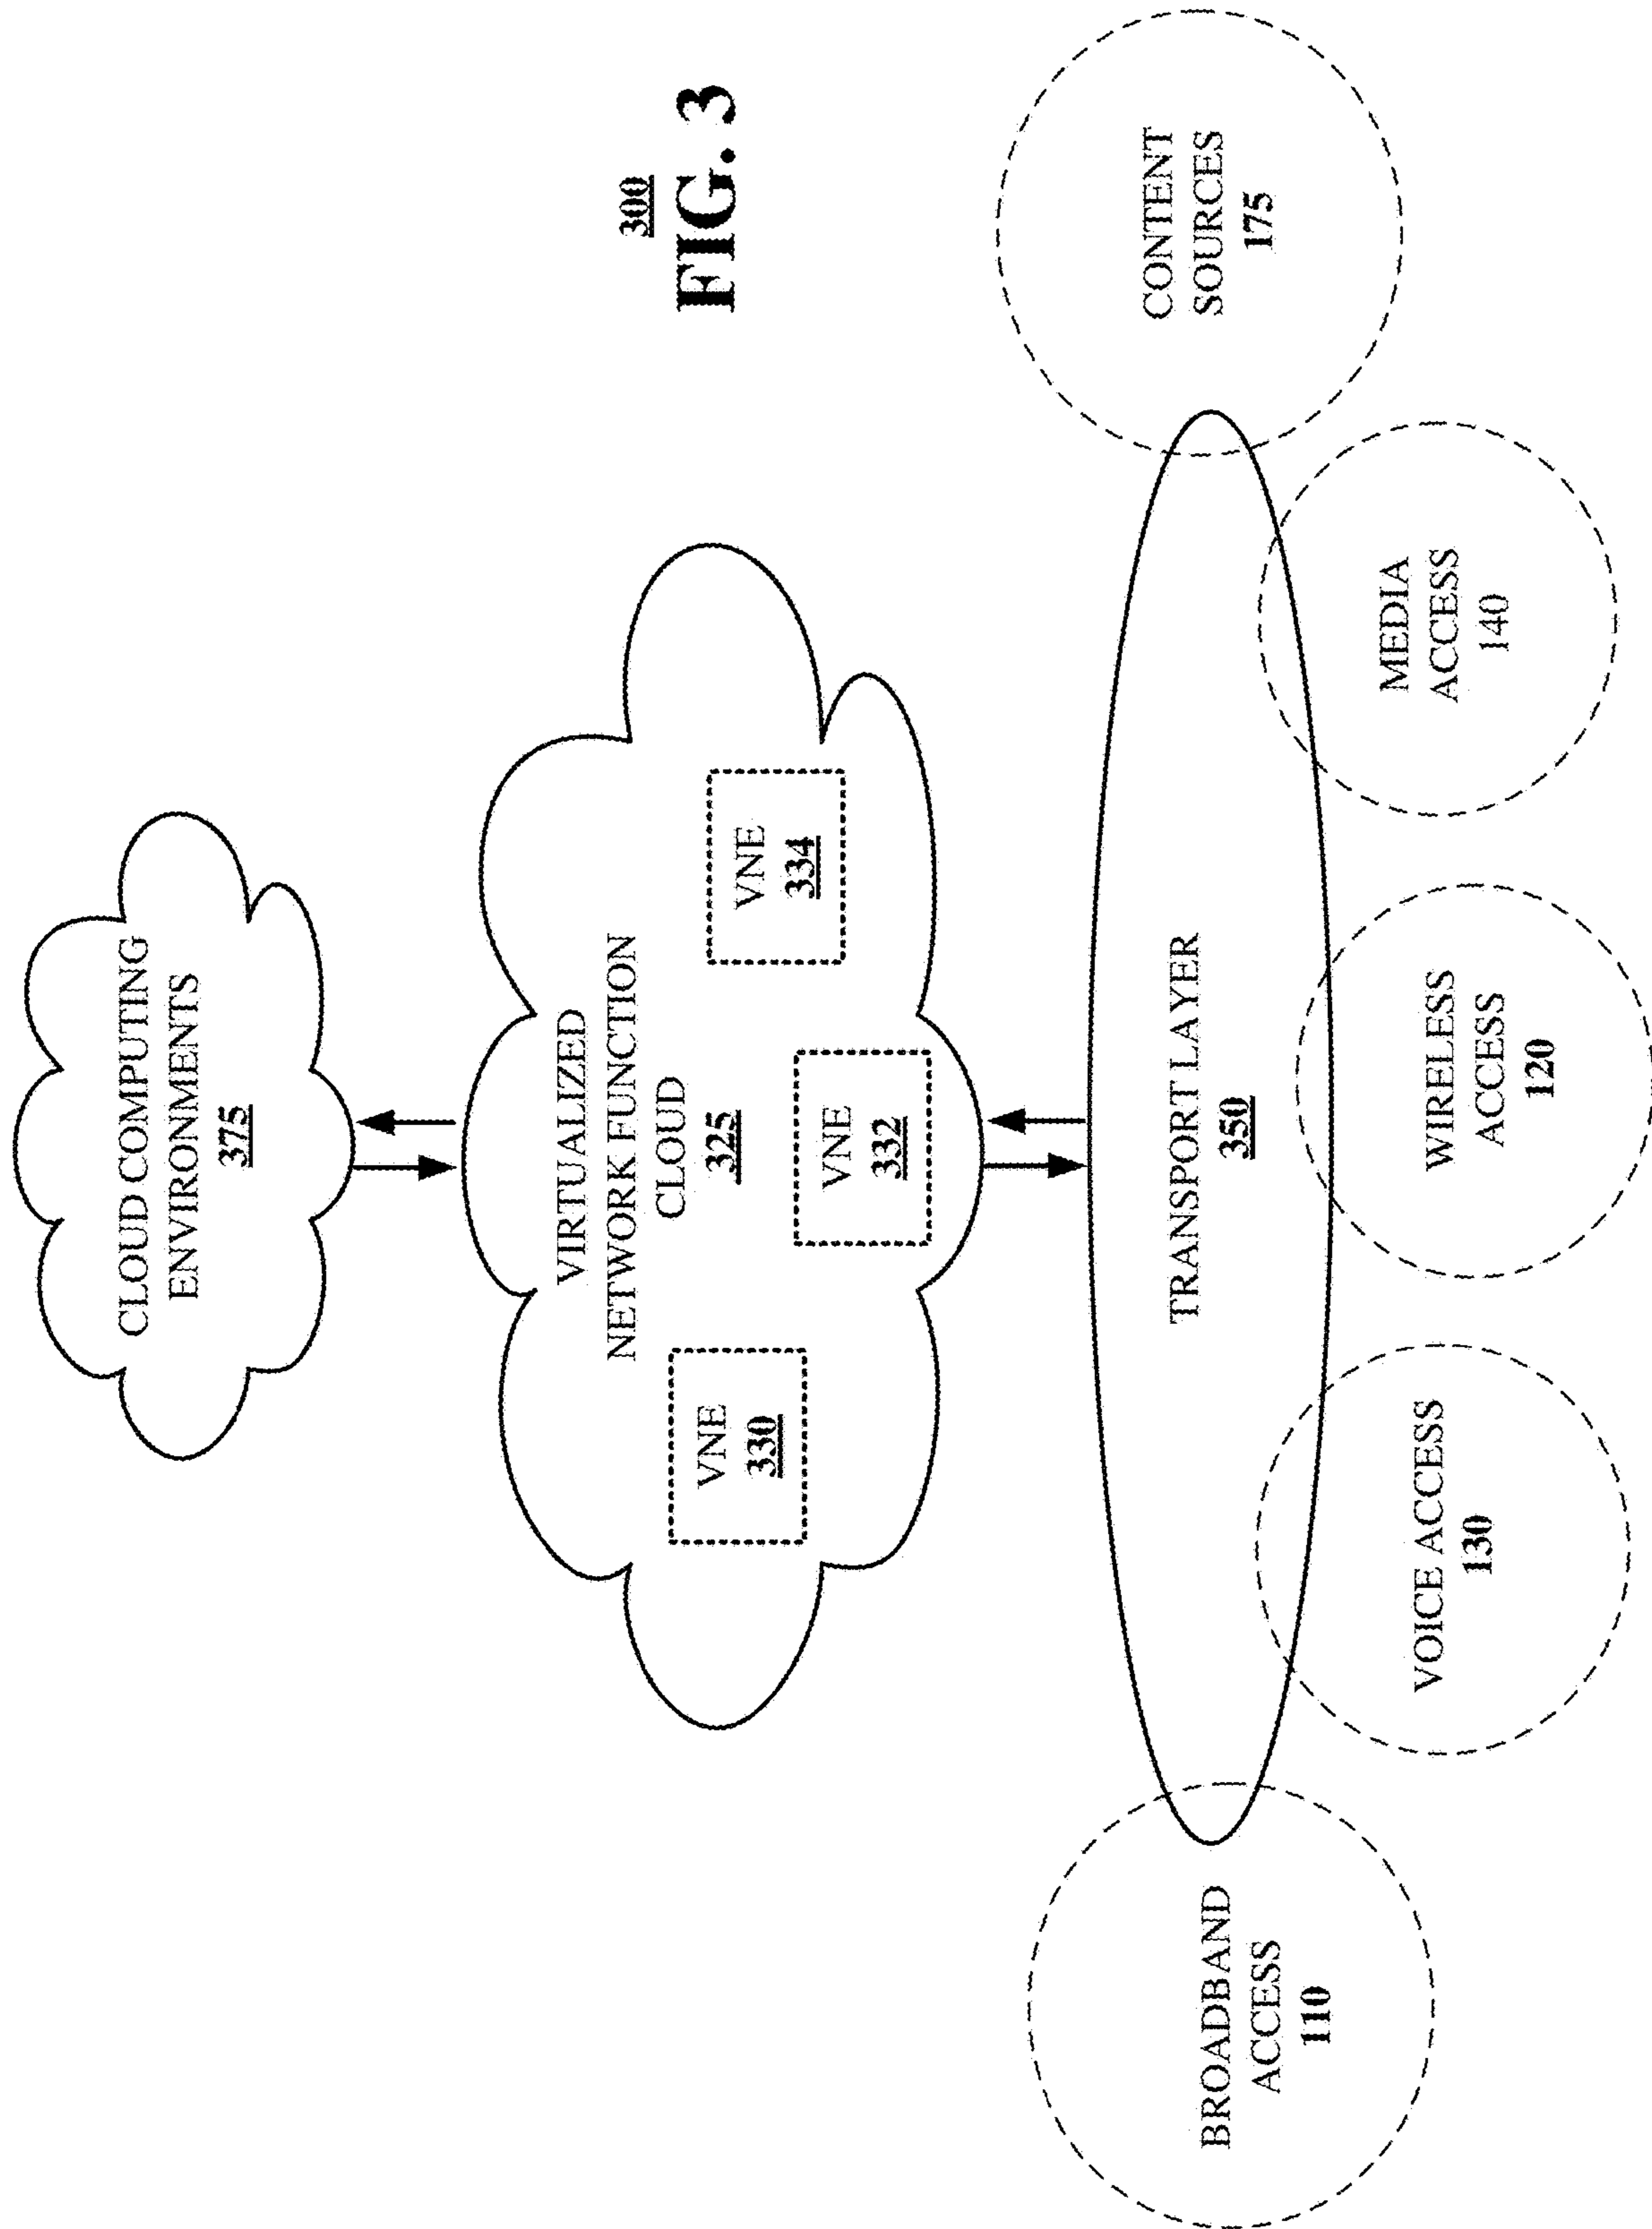 CLOUD COMPUTING
ENVIRONMENTS
375
VIRTUALIZED
NETWORK FUNCTION
CLOUD
325
VNE
330
VNE
332
VNE
334
300
FIG. 3
TRANSPORT LAYER
350
BROADBAND
ACCESS
110
VOICE ACCESS
130
WIRELESS
ACCESS
120
MEDIA
ACCESS
140
CONTENT
SOURCES
175